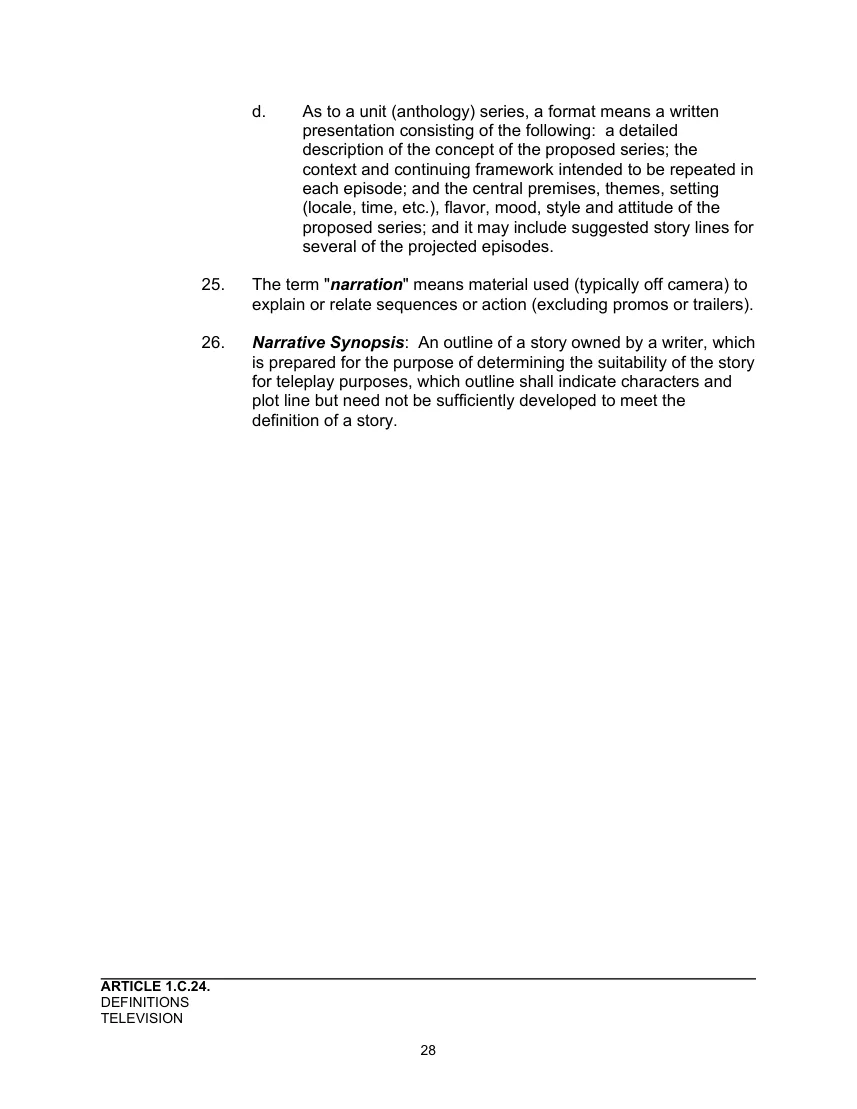 d. As to a unit (anthology) series, a format means a written
presentation consisting of the following:  a detailed
description of the concept of the proposed series; the
context and continuing framework intended to be repeated in
each episode; and the central premises, themes, setting
(locale, time, etc.), flavor, mood, style and attitude of the
proposed series; and it may include suggested story lines for
several of the projected episodes.
25. The term "narration" means material used (typically off camera) to
explain or relate sequences or action (excluding promos or trailers).
26. Narrative Synopsis:  An outline of a story owned by a writer, which
is prepared for the purpose of determining the suitability of the story
for teleplay purposes, which outline shall indicate characters and
plot line but need not be sufficiently developed to meet the
definition of a story.
ARTICLE 1.C.24.
DEFINITIONS
TELEVISION
28